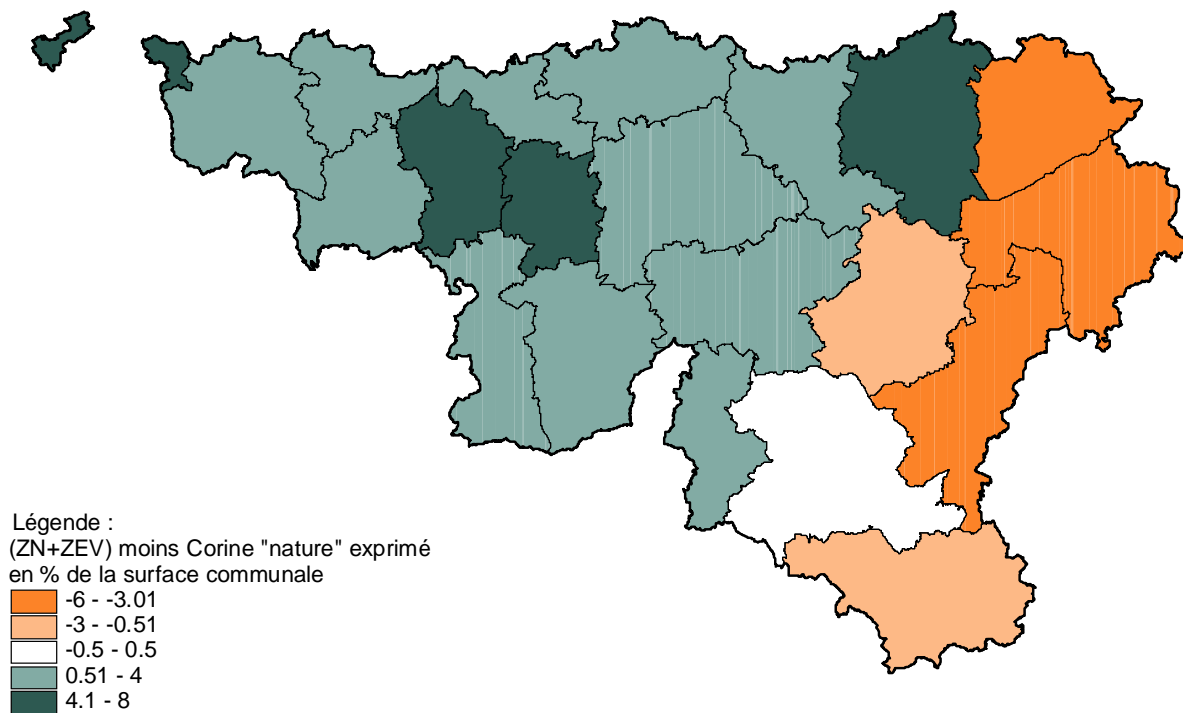 Légende :
(ZN+ZEV) moins Corine "nature" exprimé
en % de la surface communale
-6 - -3.01
-3 - -0.51
-0.5 - 0.5
0.51 - 4
4.1 - 8